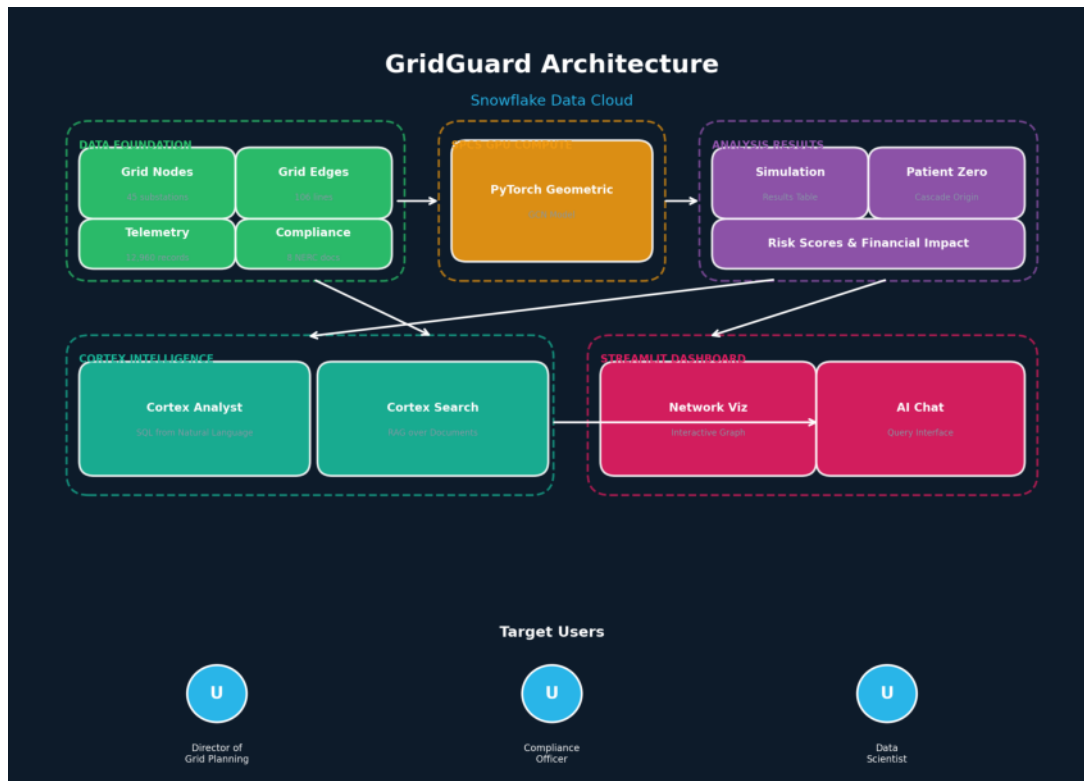 GridGuard Architecture
Snowflake Data Cloud
DATA FOUNDATION
Grid Nodes
Grid Edges
Telemetry
Compliance
GPU COMPUTE
PyTorch Geometric
ANALYSIS RESULTS
Simulation
Results Table
Patient Zero
Cascade Origin
Risk Scores & Financial Impact
CORTEX INTELLIGENCE
Cortex Analyst
SQL from Natural Language
Cortex Search
RAG over Documents
STREAMLIT DASHBOARD
Network Viz
Interactive Graph
AI Chat
Query Interface
Target Users
U
Director of
Grid Planning
U
Compliance
Officer
U
Data
Scientist